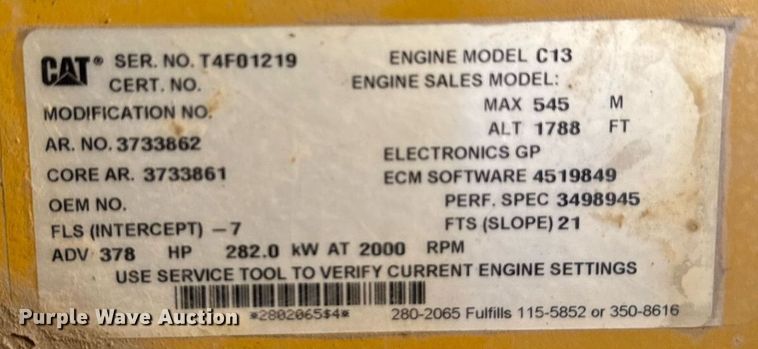 CAT® SER. NO. T4F01219 ENGINE MODEL C13
CERT. NO. ENGINE SALES MODEL:
MODIFICATION NO. MAX 545 M
ALT 1788 FT
AR. NO. 3733862 ELECTRONICS GP
CORE AR. 3733861 ECM SOFTWARE 4519849
OEM NO. PERF. SPEC 3498945
FLS (INTERCEPT) -7 FTS (SLOPE) 21
ADV 378 HP 282.0 kW AT 2000 RPM
USE SERVICE TOOL TO VERIFY CURRENT ENGINE SETTINGS
*2802065$4* 280-2065 Fulfills 115-5852 or 350-8616
Purple Wave Auction